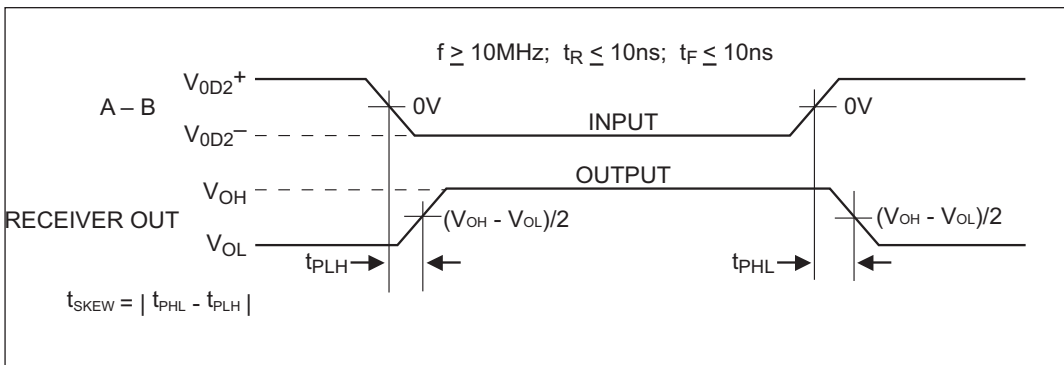 f ≥ 10MHz; tR ≤ 10ns; tF ≤ 10ns
V0D2+
A – B
0V
0V
INPUT
V0D2–
OUTPUT
VOH
RECEIVER OUT
(VOH - VOL)/2
(VOH - VOL)/2
VOL
tPLH
tPHL
tSKEW = | tPHL - tPLH |